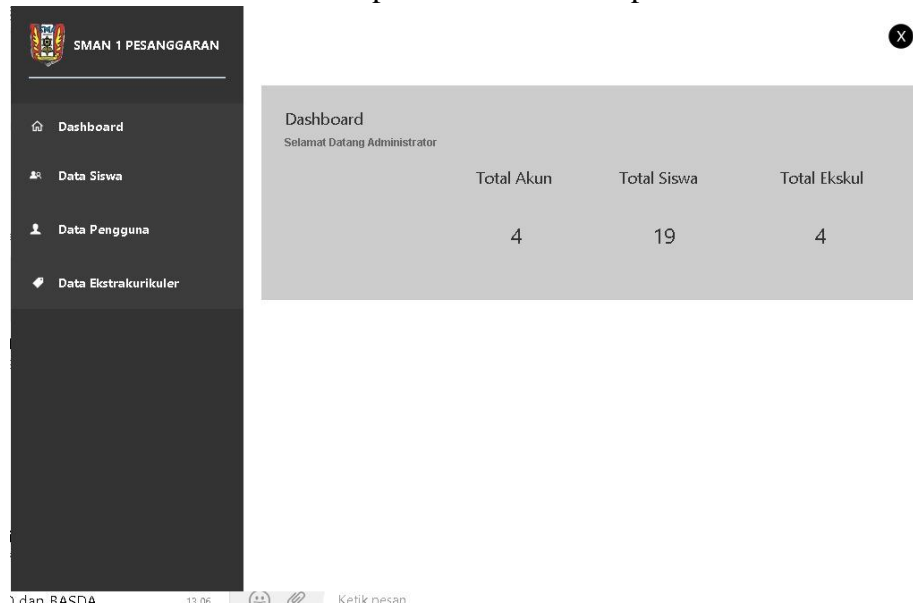 SMAN 1 PESANGGARAN
X
Dashboard
Data Siswa
Data Pengguna
Data Ekstrakurikuler
Dashboard
Selamat Datang Administrator
Total Akun Total Siswa Total Ekskul
4 19 4
dan BASDA 13.06 Ketik pesan